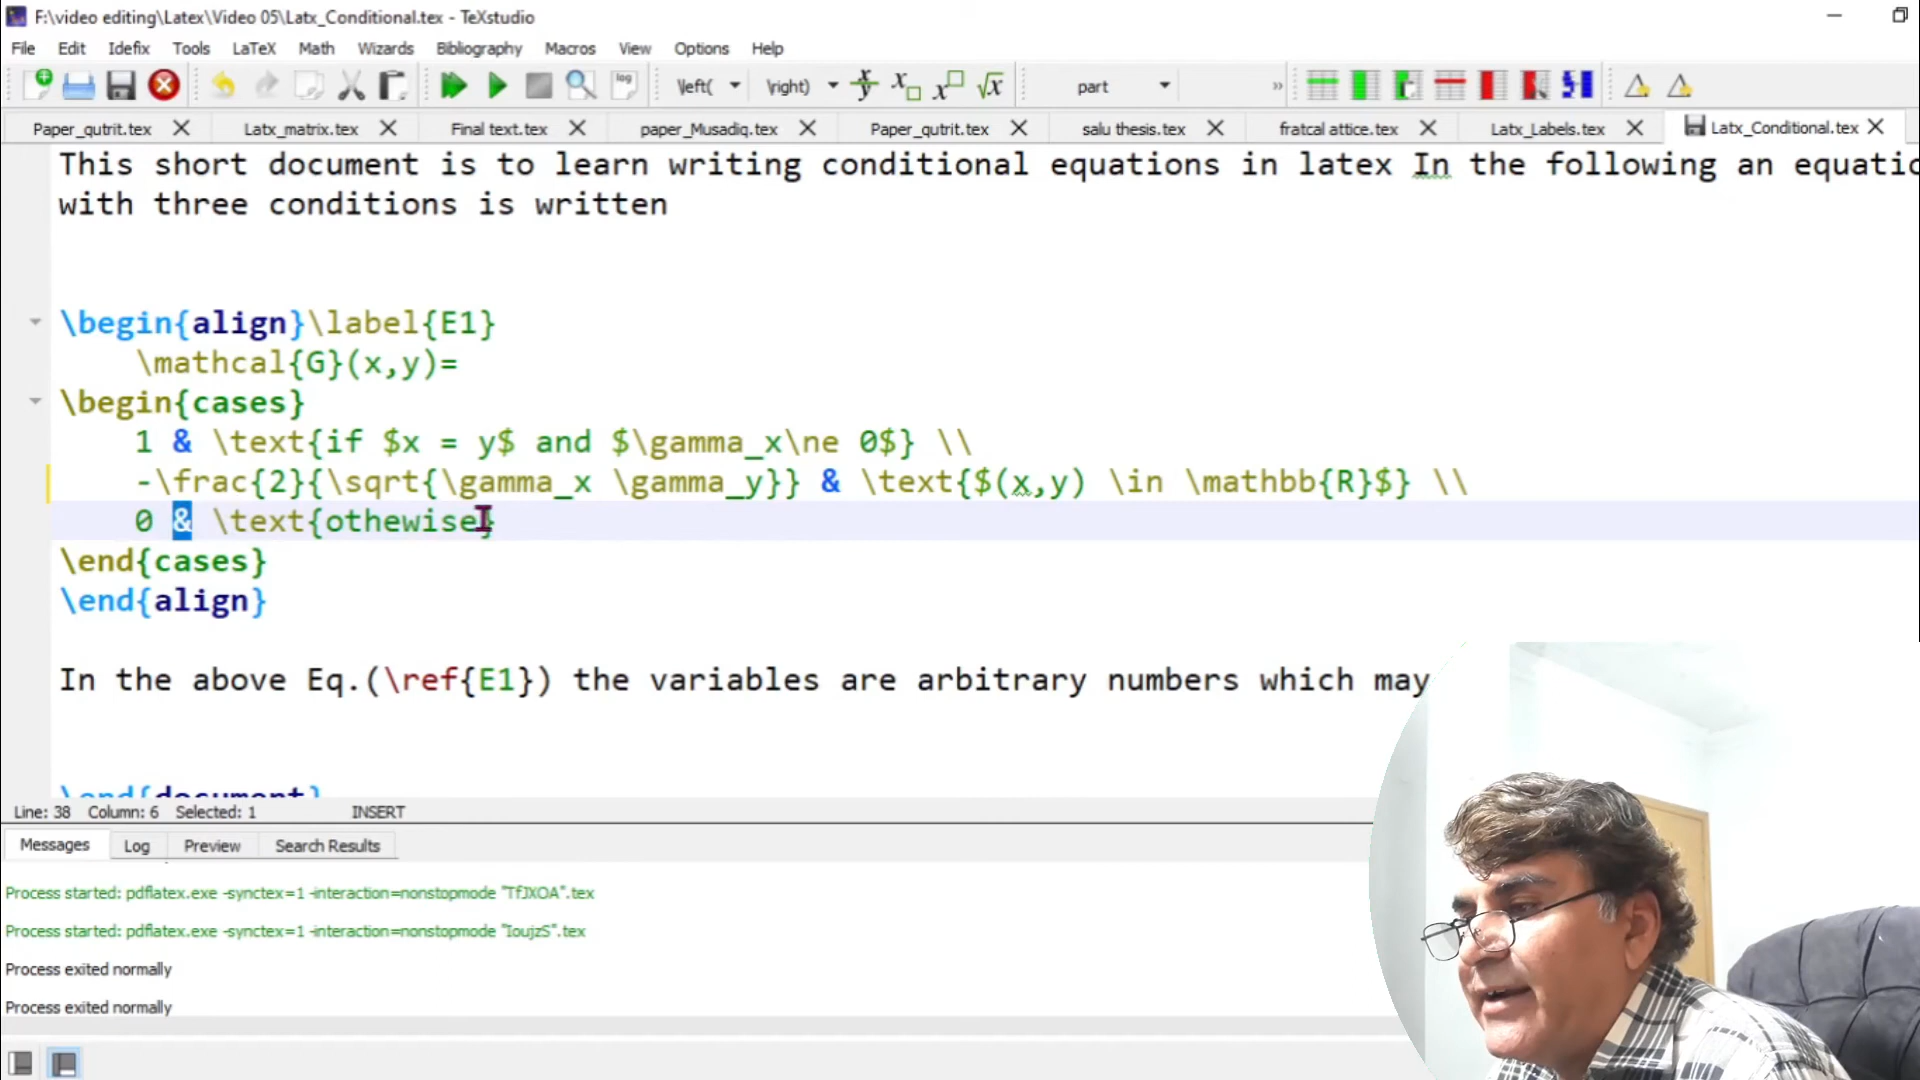 F:\video editing\Latex\Video 05\Latx_Conditional.tex - TeXstudio
File Edit Idefix Tools LaTeX Math Wizards Bibliography Macros View Options Help
log \left( \right) part »
Paper_qutrit.tex Latx_matrix.tex Final text.tex paper_Musadiq.tex Paper_qutrit.tex salu thesis.tex fratcal attice.tex Latx_Labels.tex Latx_Conditional.tex
This short document is to learn writing conditional equations in latex In the following an equatio
with three conditions is written
\begin{align}\label{E1}
\mathcal{G}(x,y)=
\begin{cases}
1 & \text{if $x = y$ and $\gamma_x\ne 0$} \\
-\frac{2}{\sqrt{\gamma_x \gamma_y}} & \text{$(x,y) \in \mathbb{R}$} \\
0 & \text{othewise}
\end{cases}
\end{align}
In the above Eq.(\ref{E1}) the variables are arbitrary numbers which may
\end{document}
Line: 38 Column: 6 Selected: 1 INSERT
Messages Log Preview Search Results
Process started: pdflatex.exe -synctex=1 -interaction=nonstopmode "TfJXOA".tex
Process started: pdflatex.exe -synctex=1 -interaction=nonstopmode "IoujzS".tex
Process exited normally
Process exited normally